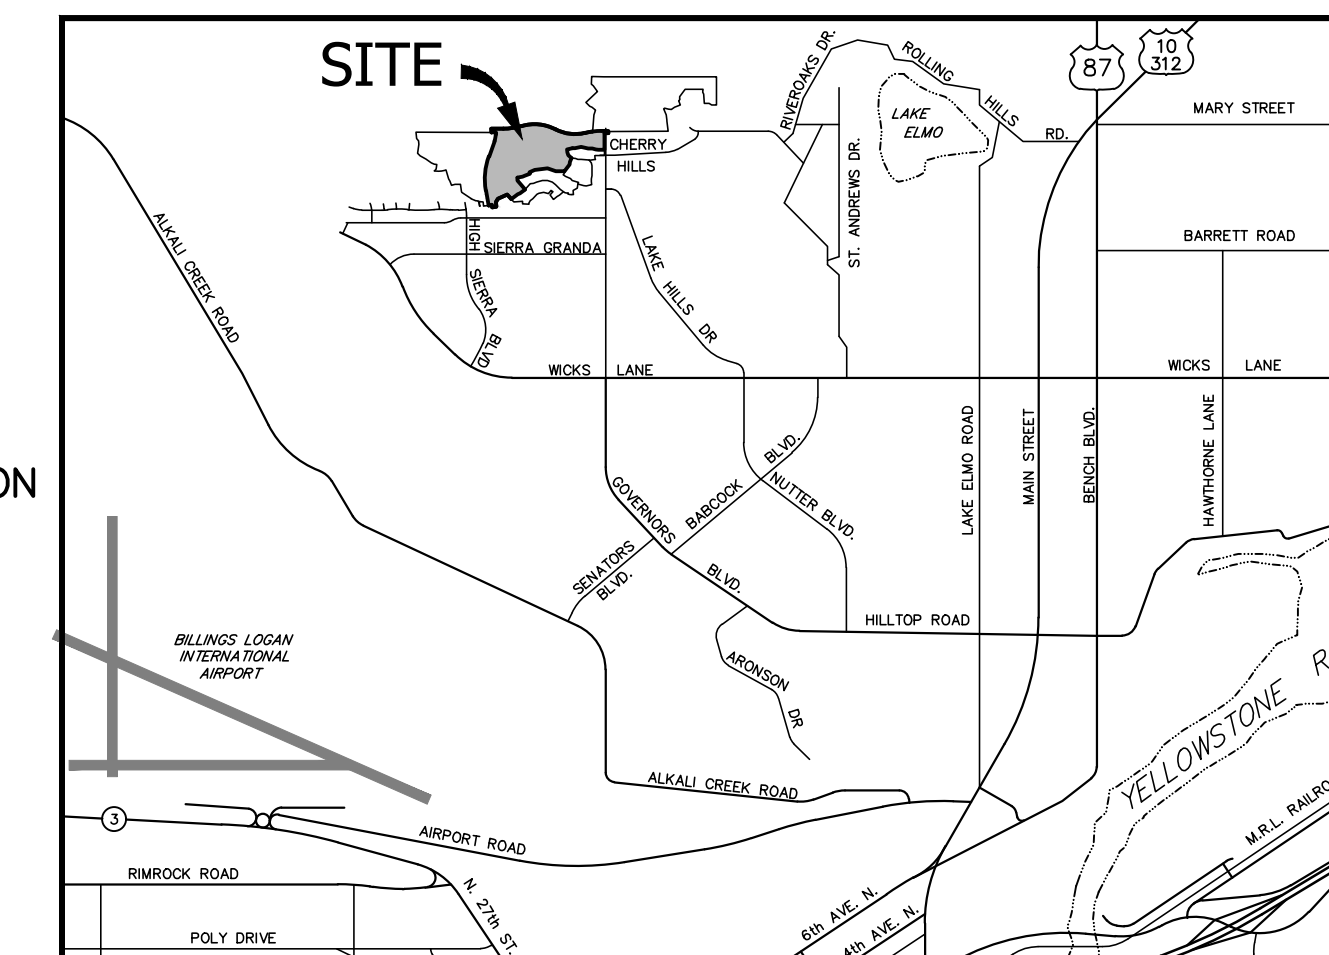 SITE
RIVEROAKS DR.
ROLLING
HILLS
RD.
87
10
312
MARY STREET
LAKE
ELMO
CHERRY
HILLS
ST. ANDREWS DR.
ALKALI CREEK ROAD
HIGH
SIERRA
BLVD
SIERRA GRANDA
LAKE
HILLS
DR
BARRETT ROAD
WICKS LANE
WICKS LANE
LAKE ELMO ROAD
MAIN STREET
BENCH BLVD.
HAWTHORNE LANE
ON
GOVERNORS
BLVD.
BABCOCK
BLVD.
NUTTER BLVD.
SENATORS
BLVD.
HILLTOP ROAD
BILLINGS LOGAN
INTERNATIONAL
AIRPORT
ARONSON
DR
YELLOWSTONE R
ALKALI CREEK ROAD
M.R.L. RAILRO
3
AIRPORT ROAD
RIMROCK ROAD
N. 27th ST.
6th AVE. N.
4th AVE. N.
POLY DRIVE